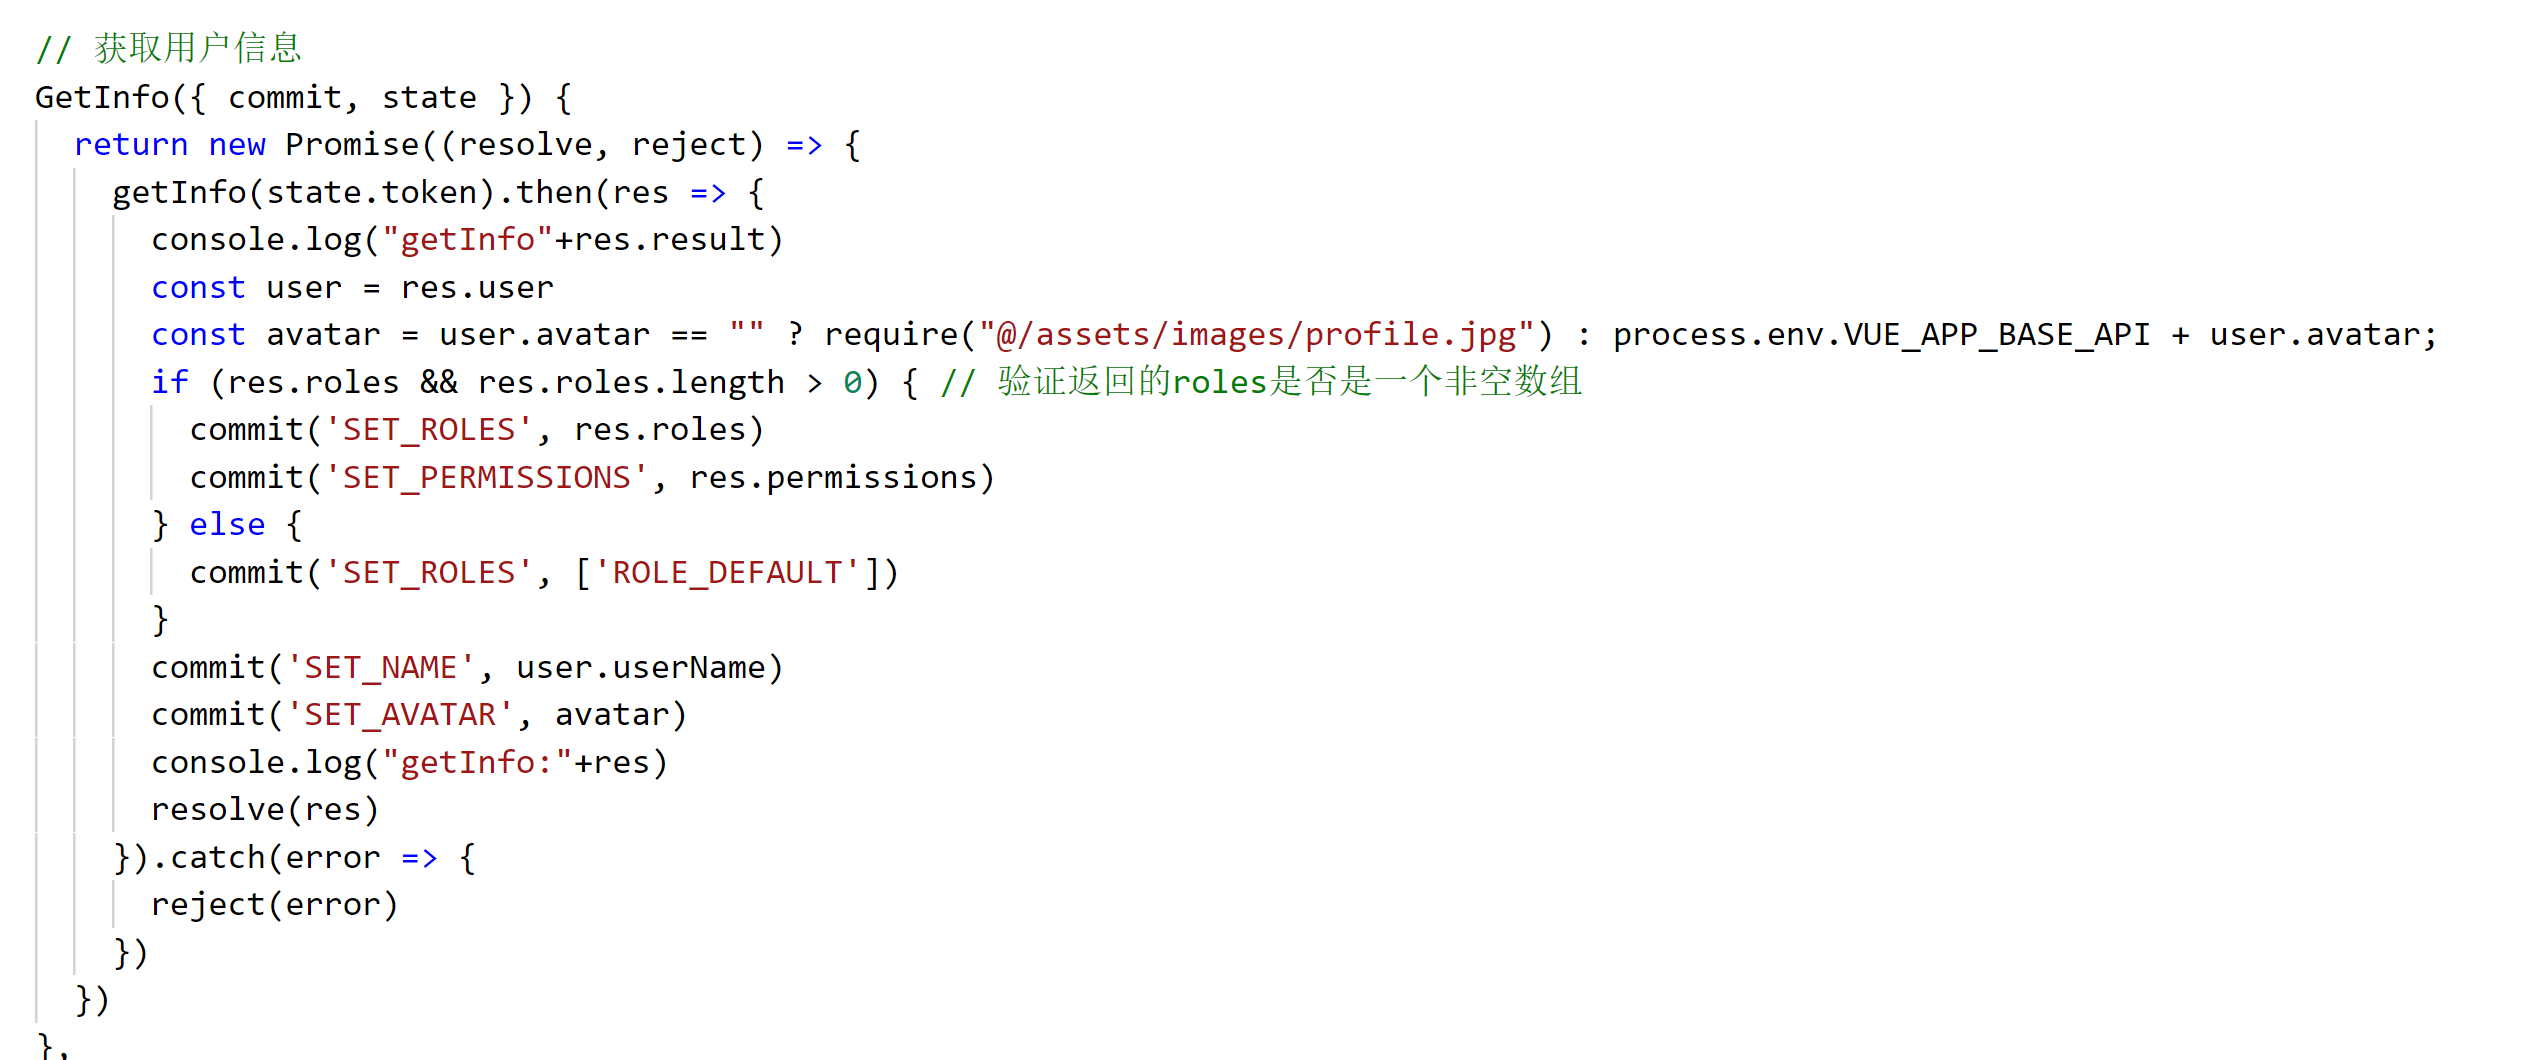 // 获取用户信息
GetInfo({ commit, state }) {
  return new Promise((resolve, reject) => {
    getInfo(state.token).then(res => {
      console.log("getInfo"+res.result)
      const user = res.user
      const avatar = user.avatar == "" ? require("@/assets/images/profile.jpg") : process.env.VUE_APP_BASE_API + user.avatar;
      if (res.roles && res.roles.length > 0) { // 验证返回的roles是否是一个非空数组
        commit('SET_ROLES', res.roles)
        commit('SET_PERMISSIONS', res.permissions)
      } else {
        commit('SET_ROLES', ['ROLE_DEFAULT'])
      }
      commit('SET_NAME', user.userName)
      commit('SET_AVATAR', avatar)
      console.log("getInfo:"+res)
      resolve(res)
    }).catch(error => {
      reject(error)
    })
  })
},